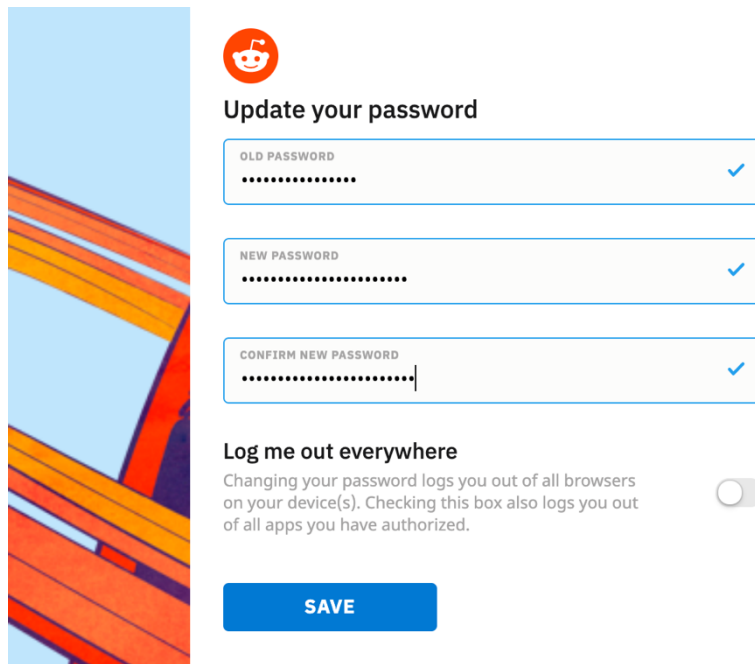 Update your password
OLD PASSWORD
••••••••••••••••
NEW PASSWORD
•••••••••••••••••••••••
CONFIRM NEW PASSWORD
••••••••••••••••••••••••
Log me out everywhere
Changing your password logs you out of all browsers
on your device(s). Checking this box also logs you out
of all apps you have authorized.
SAVE